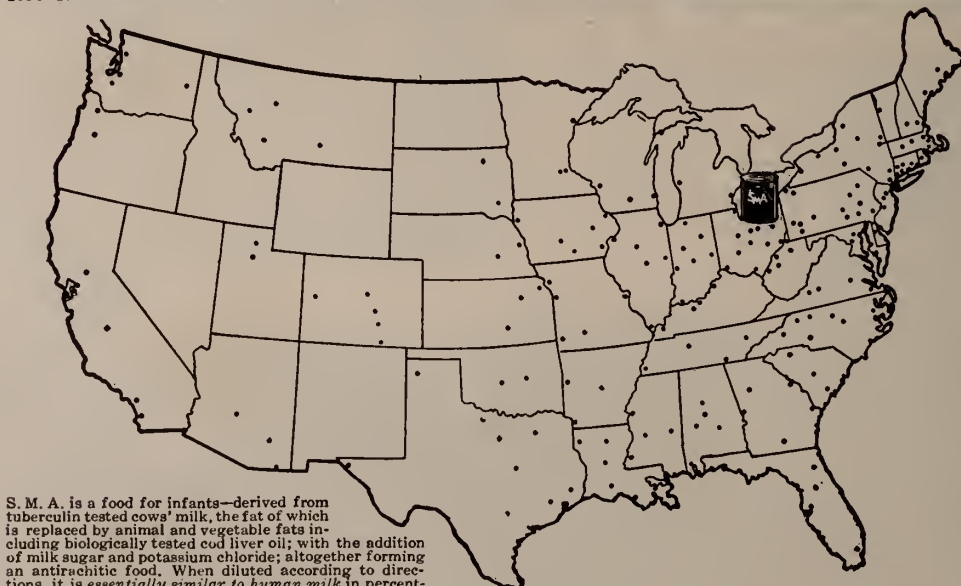 SMA
S. M. A. is a food for infants—derived from
tuberculin tested cows' milk, the fat of which
is replaced by animal and vegetable fats in-
cluding biologically tested cod liver oil; with the addition
of milk sugar and potassium chloride; altogether forming
an antirachitic food. When diluted according to direc-
tions, it is essentially similar to human milk in percent-